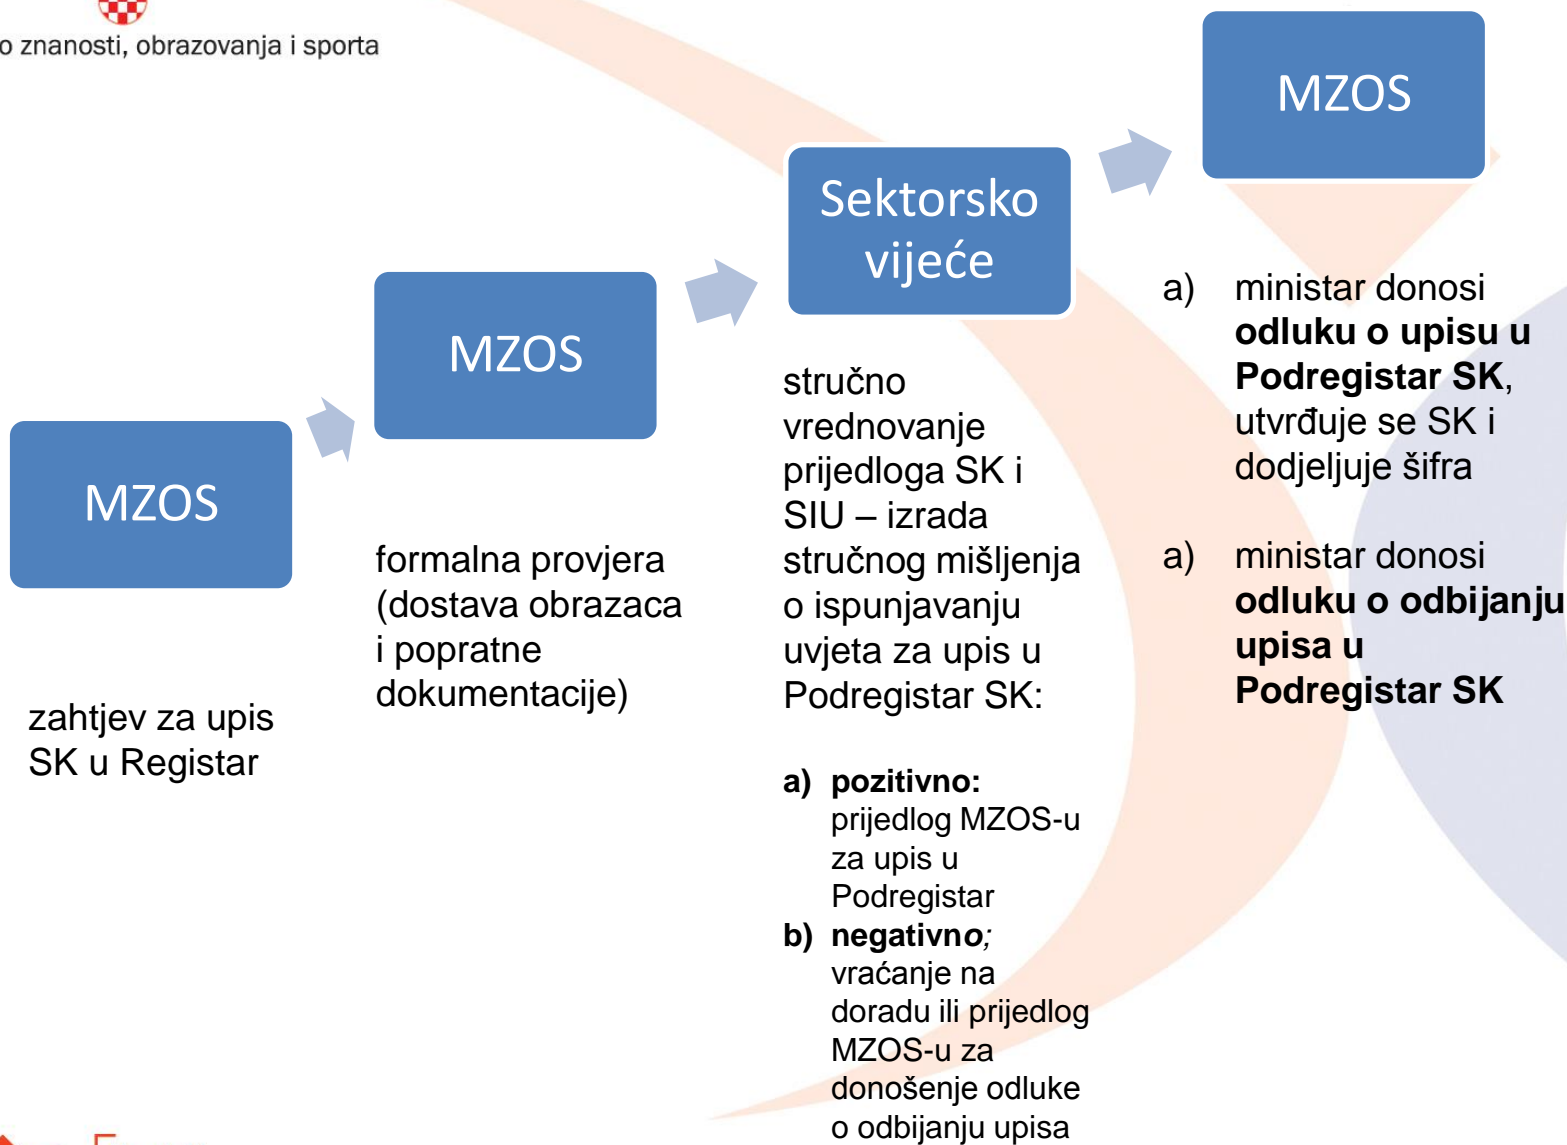 o znanosti, obrazovanja i sporta
MZOS
zahtjev za upis
SK u Registar
MZOS
formalna provjera
(dostava obrazaca
i popratne
dokumentacije)
Sektorsko
vijeće
stručno
vrednovanje
prijedloga SK i
SIU – izrada
stručnog mišljenja
o ispunjavanju
uvjeta za upis u
Podregistar SK:
a) pozitivno:
prijedlog MZOS-u
za upis u
Podregistar
b) negativno;
vraćanje na
doradu ili prijedlog
MZOS-u za
donošenje odluke
o odbijanju upisa
MZOS
a) ministar donosi
odluku o upisu u
Podregistar SK,
utvrđuje se SK i
dodjeljuje šifra
a) ministar donosi
odluku o odbijanju
upisa u
Podregistar SK